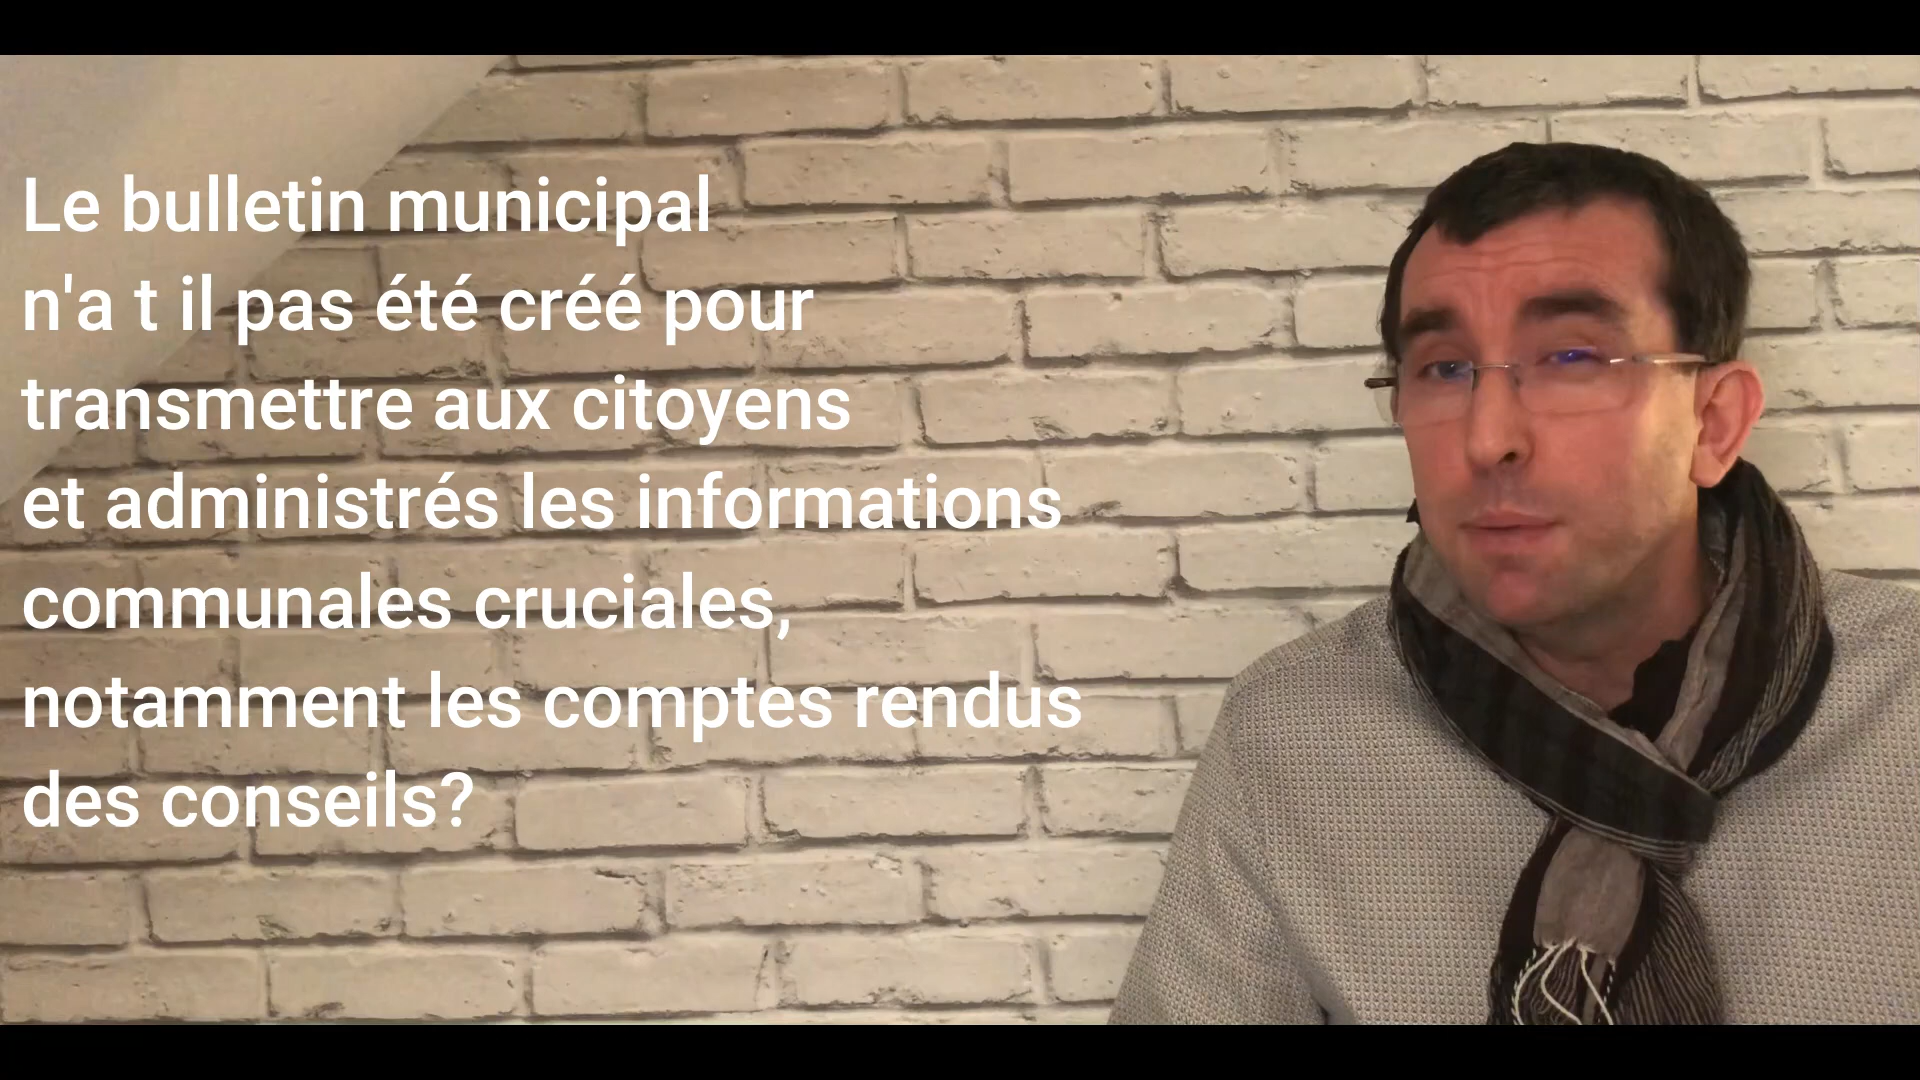 Le bulletin municipal
n'a t il pas été créé pour
transmettre aux citoyens
et administrés les informations
communales cruciales,
notamment les comptes rendus
des conseils?